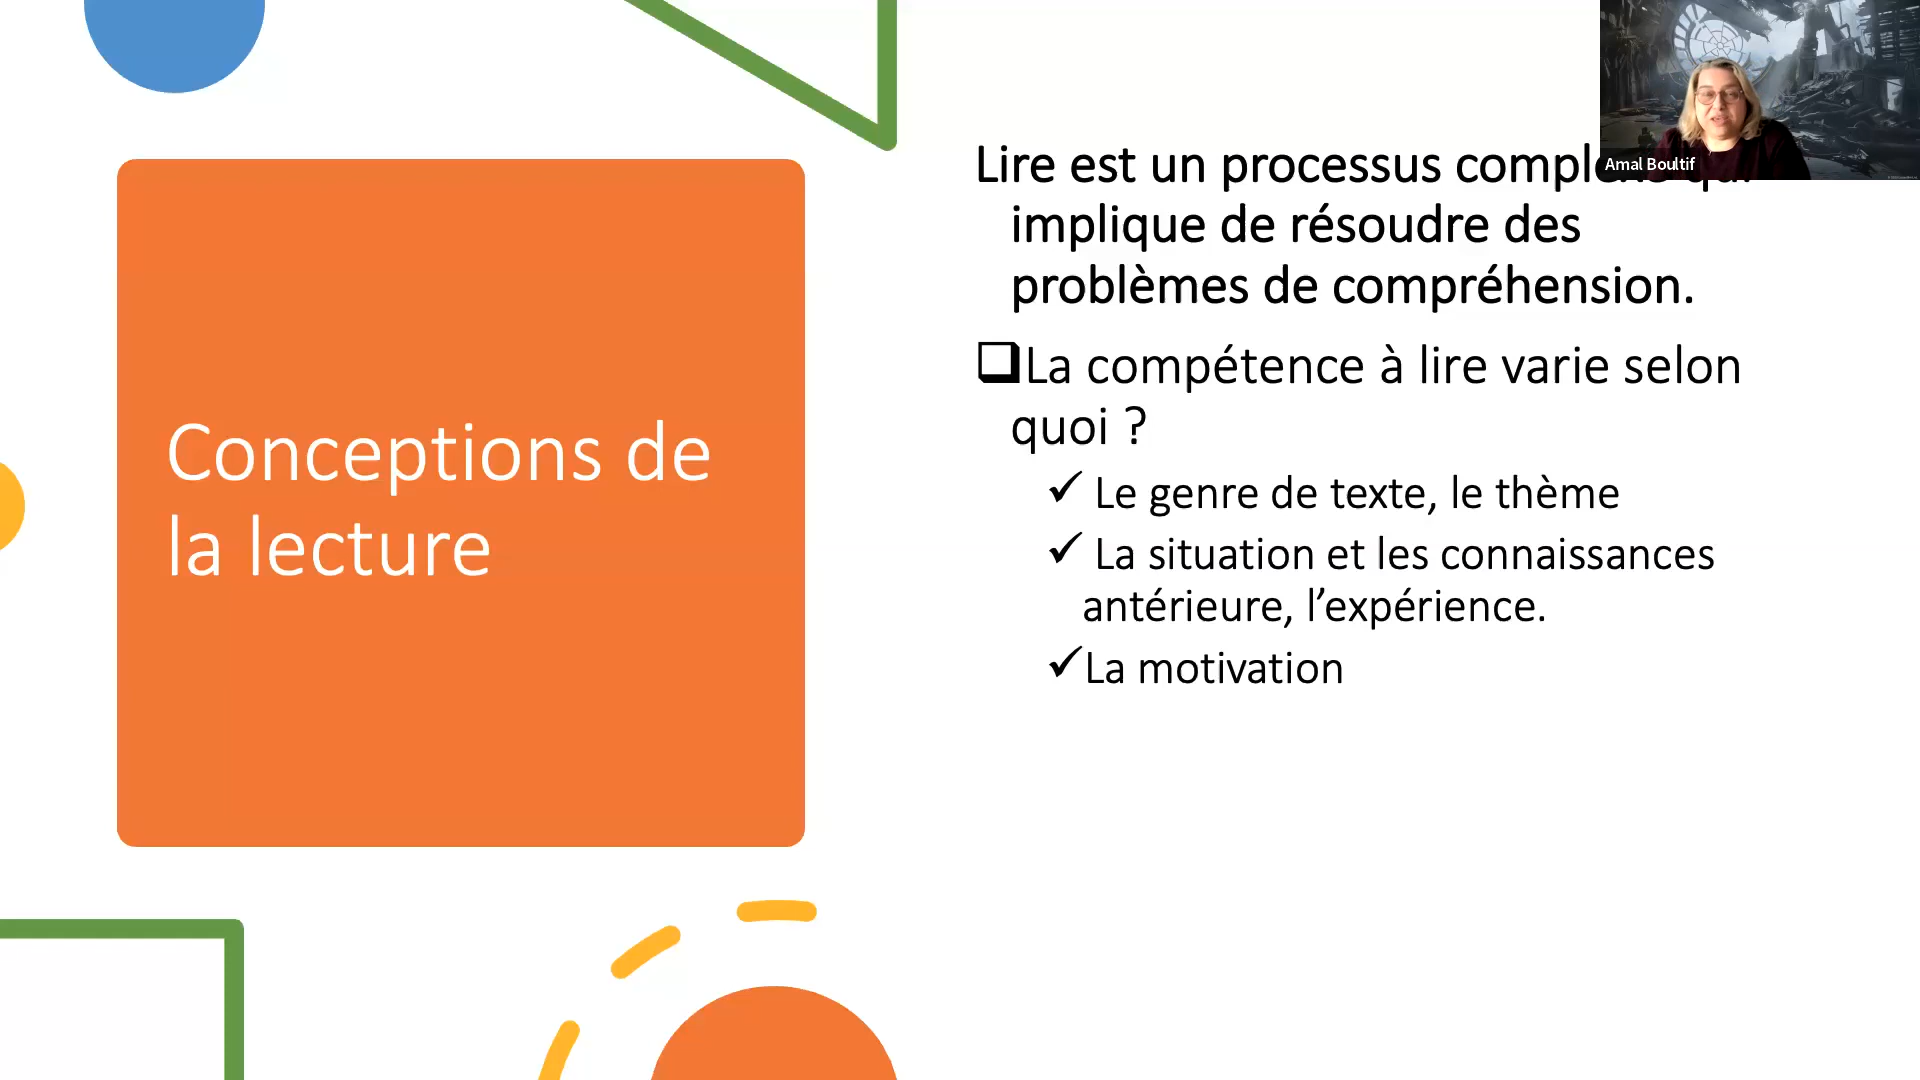 Conceptions de
la lecture
Lire est un processus
implique de résoudre des
problèmes de compréhension.
La compétence à lire varie selon
quoi ?
Le genre de texte, le thème
La situation et les connaissances
antérieure, l’expérience.
La motivation
Amal Boultif